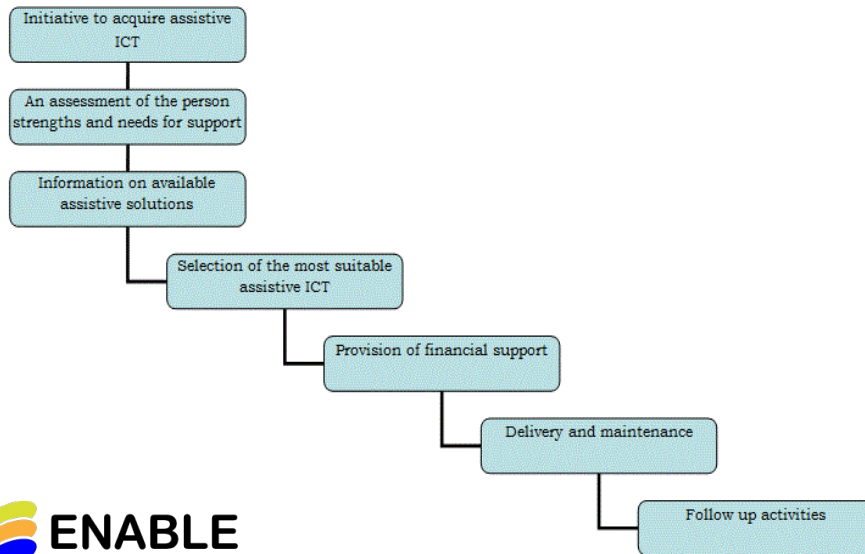 Initiative to acquire assistive
ICT
An assessment of the person
strengths and needs for support
Information on available
assistive solutions
Selection of the most suitable
assistive ICT
Provision of financial support
Delivery and maintenance
Follow up activities
ENABLE